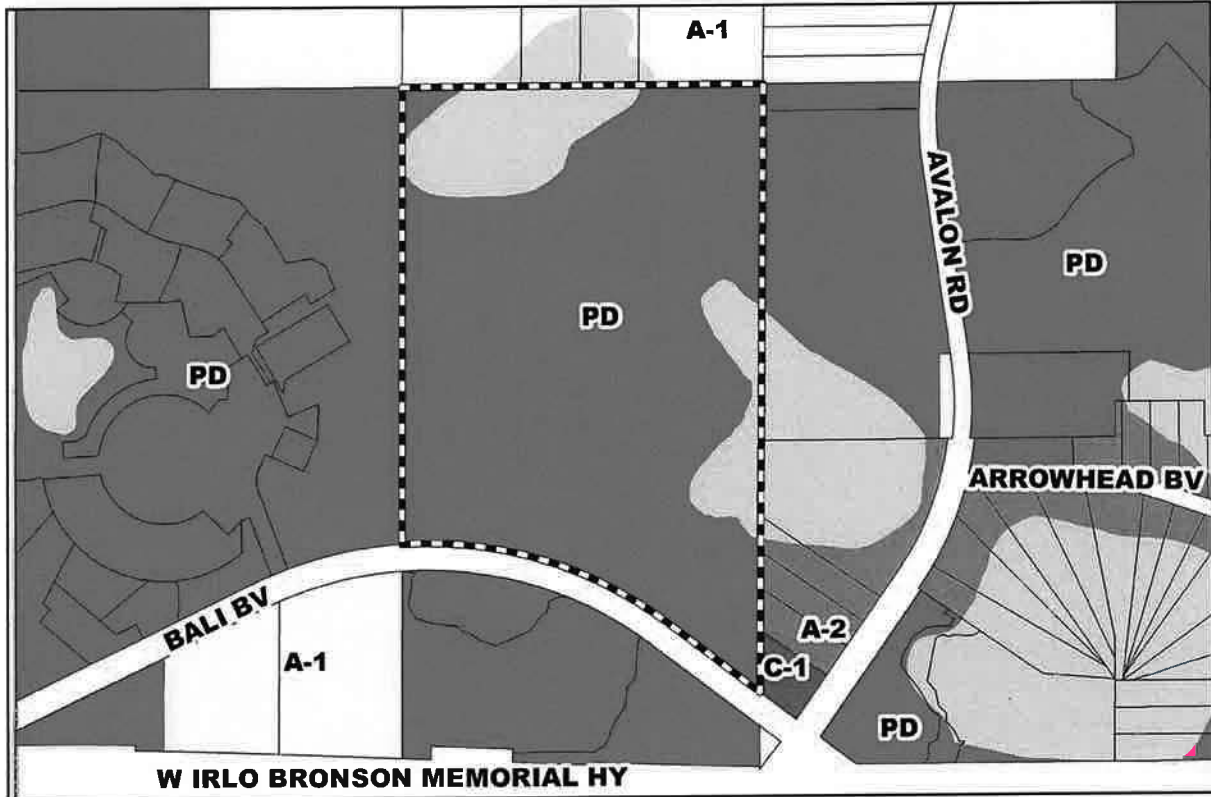 A-1
AVALON RD
PD
PD
PD
ARROWHEAD BV
BALI BV
A-2
A-1
C-1
PD
W IRLO BRONSON MEMORIAL HY